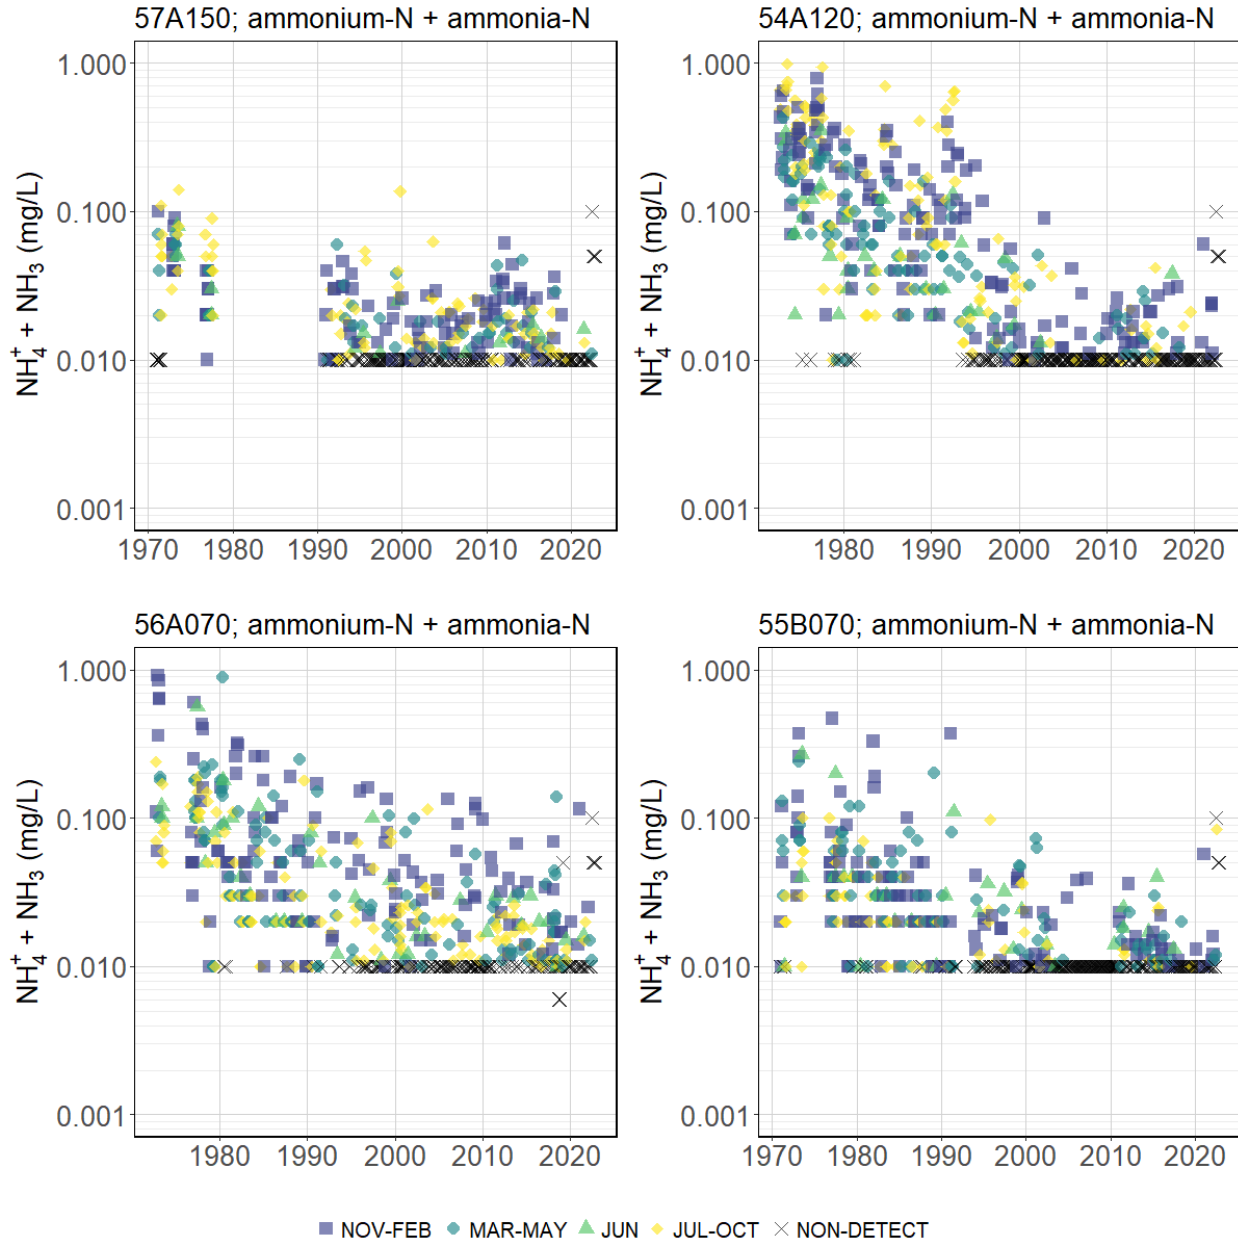 57A150; ammonium-N + ammonia-N
54A120; ammonium-N + ammonia-N
NH₄⁺ + NH₃ (mg/L)
1.000
0.100
0.010
0.001
1970 1980 1990 2000 2010 2020
NH₄⁺ + NH₃ (mg/L)
1.000
0.100
0.010
0.001
1980 1990 2000 2010 2020
56A070; ammonium-N + ammonia-N
55B070; ammonium-N + ammonia-N
NH₄⁺ + NH₃ (mg/L)
1.000
0.100
0.010
0.001
1980 1990 2000 2010 2020
NH₄⁺ + NH₃ (mg/L)
1.000
0.100
0.010
0.001
1970 1980 1990 2000 2010 2020
NOV-FEB MAR-MAY JUN JUL-OCT NON-DETECT